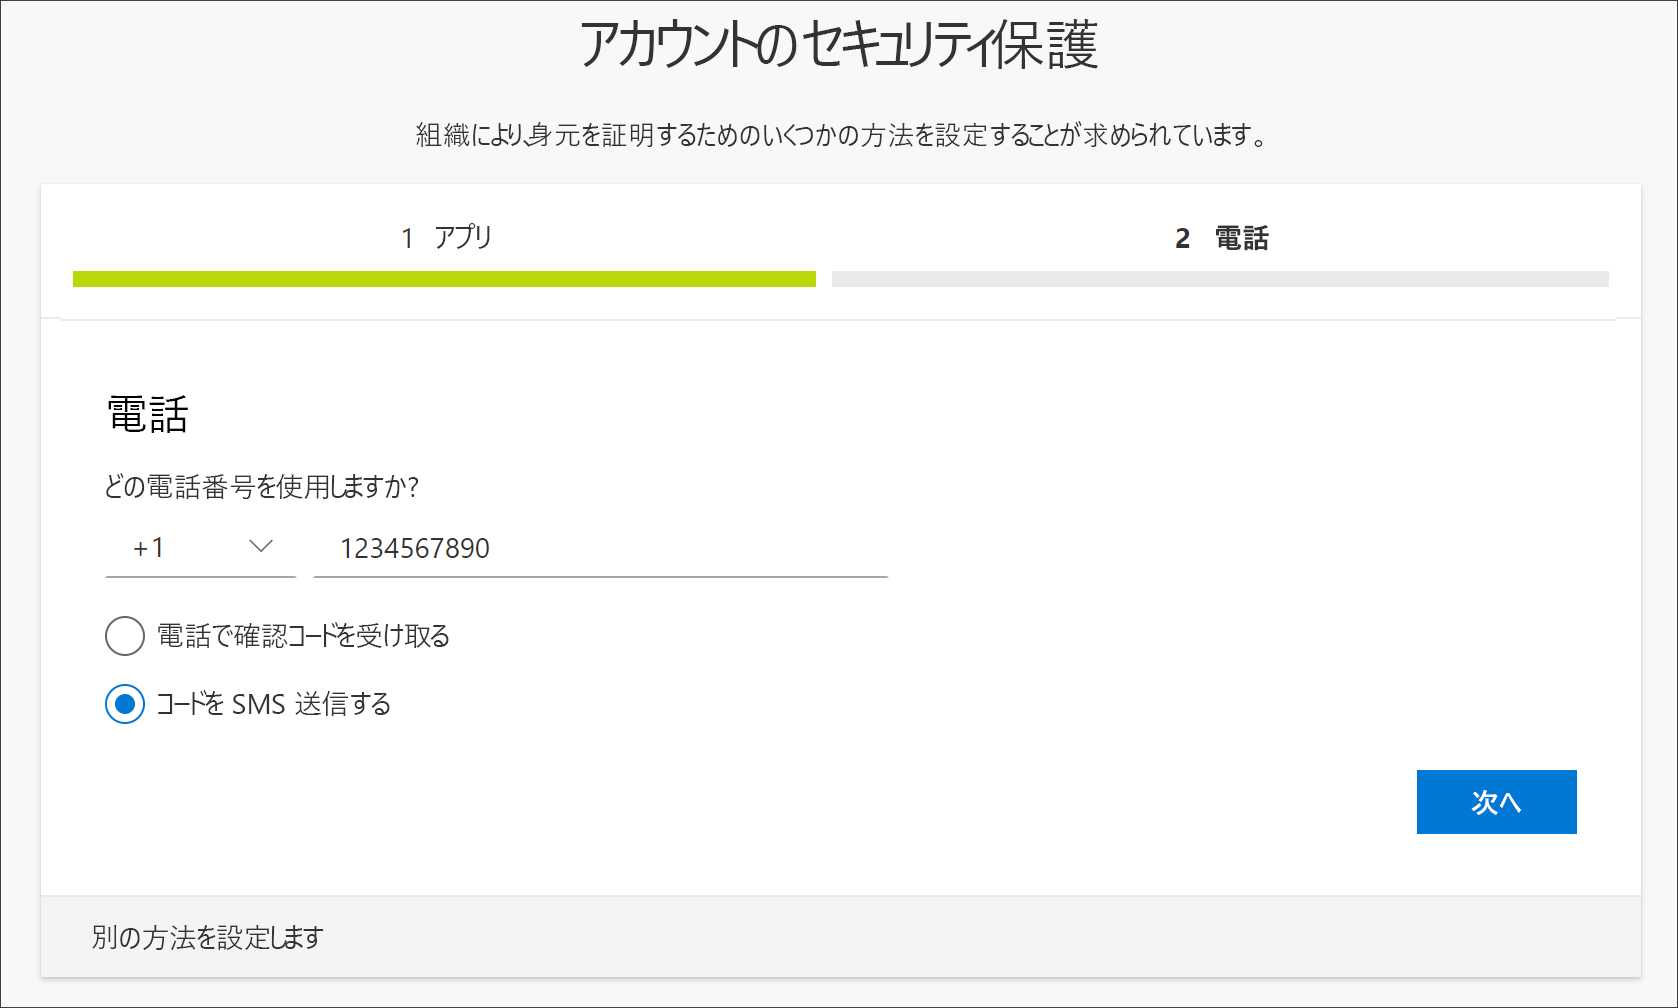 アカウントのセキュリティ保護
組織により、身元を証明するためのいくつかの方法を設定することが求められています。
1 アプリ
2 電話
電話
どの電話番号を使用しますか?
+1 1234567890
電話で確認コードを受け取る
コードを SMS 送信する
次へ
別の方法を設定します